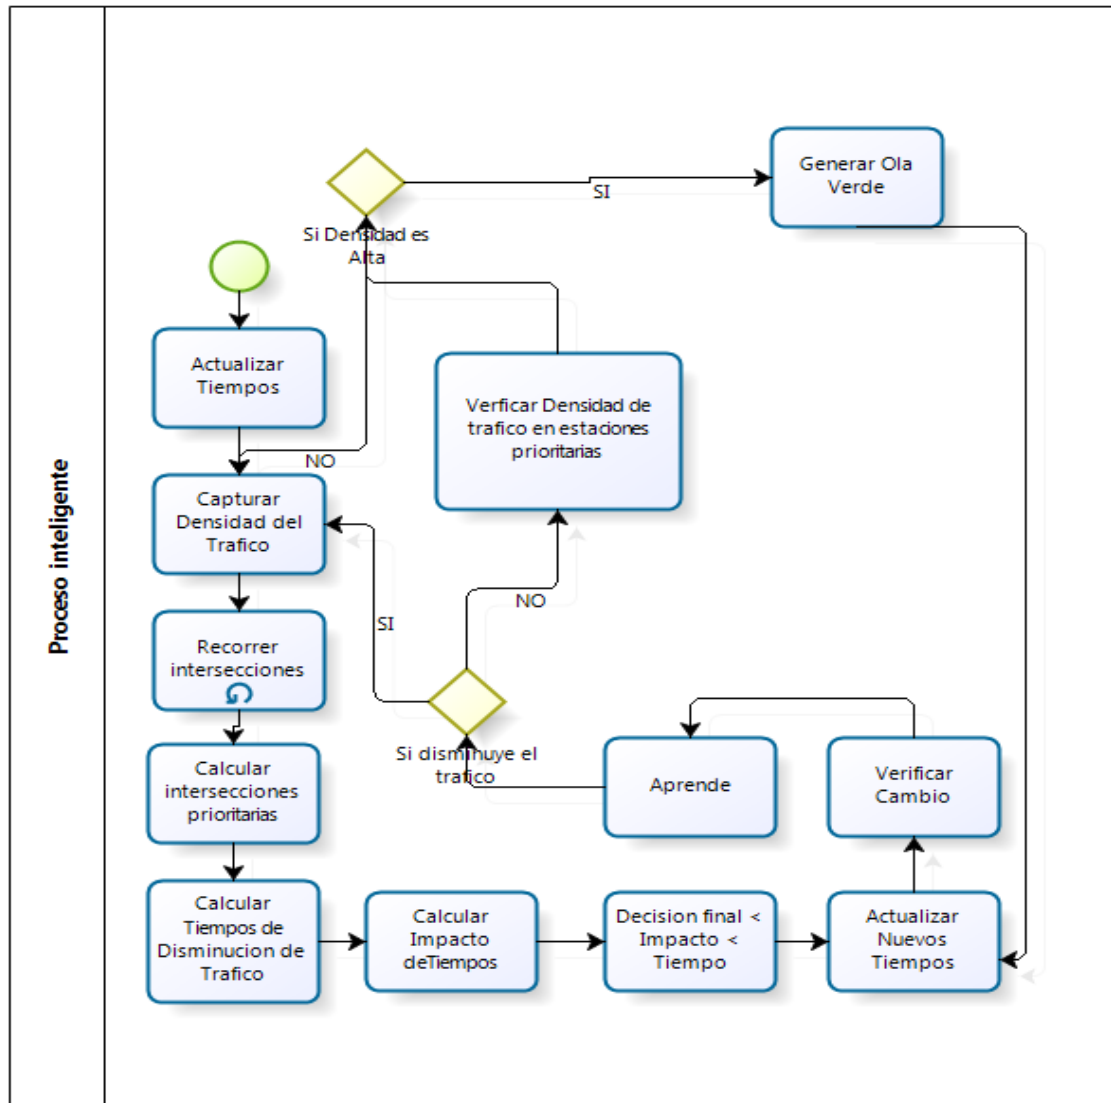 Proceso inteligente
Generar Ola
Verde
SI
Si Densidad es
Alta
Actualizar
Tiempos
Verficar Densidad de
trafico en estaciones
prioritarias
NO
Capturar
Densidad del
Trafico
NO
SI
Recorrer
intersecciones
Si disminuye el
trafico
Aprende
Verificar
Cambio
Calcular
intersecciones
prioritarias
Calcular
Tiempos de
Disminucion de
Trafico
Calcular
Impacto
deTiempos
Decision final <
Impacto <
Tiempo
Actualizar
Nuevos
Tiempos